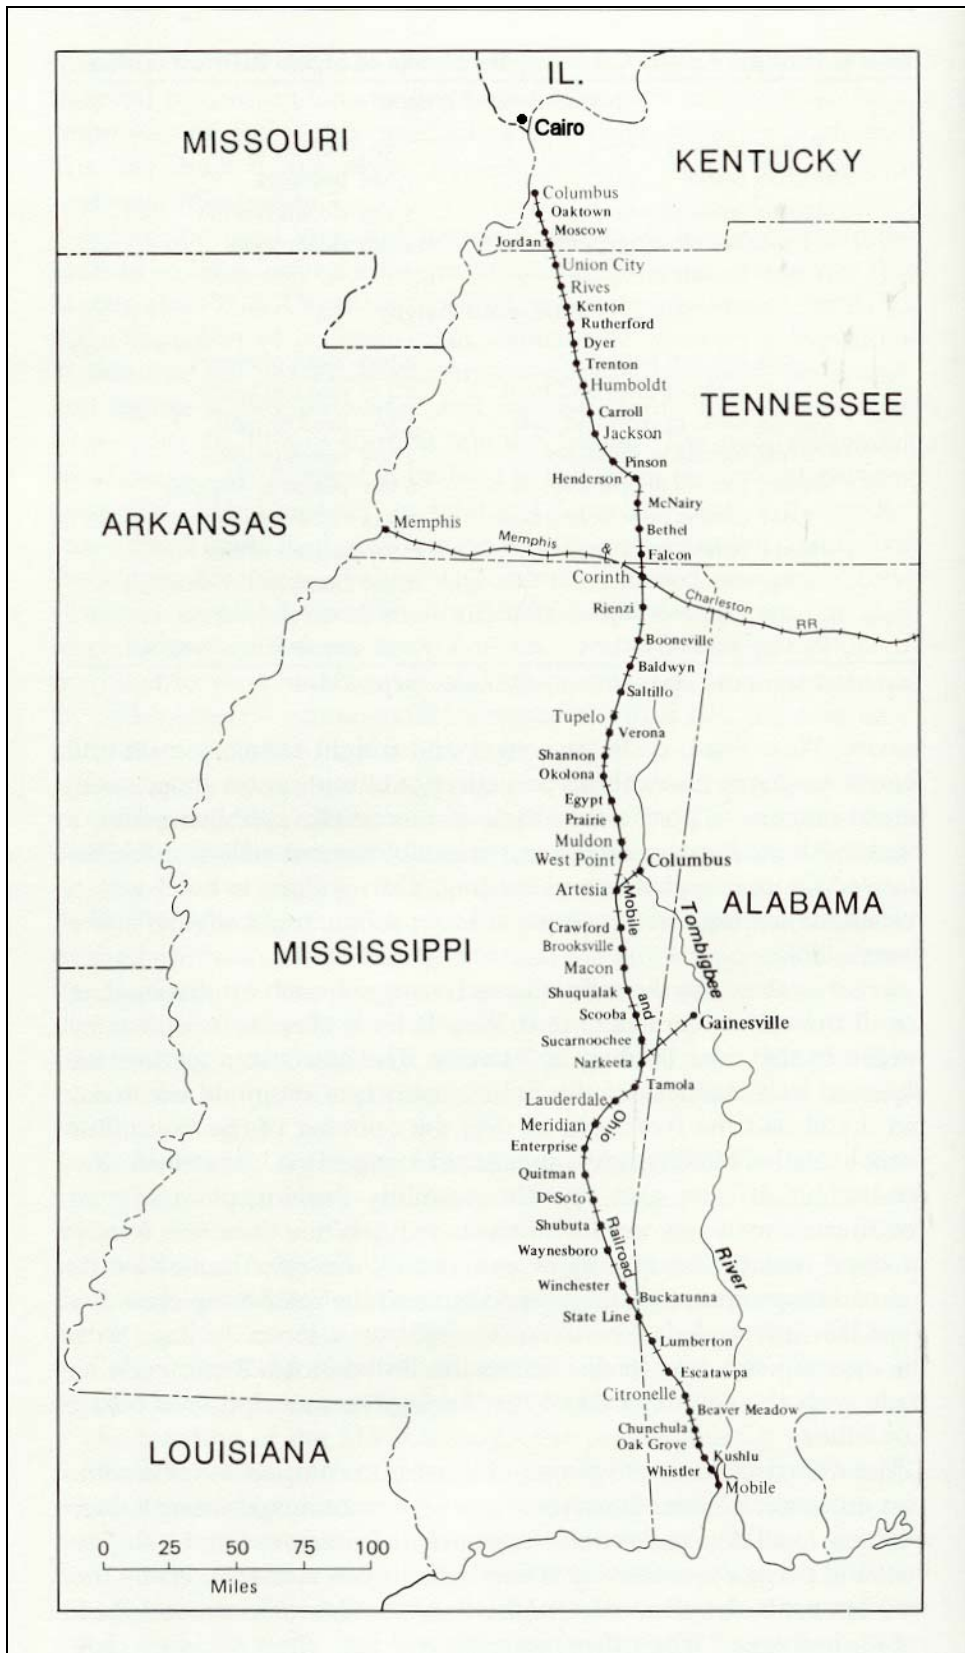 IL.
Cairo
MISSOURI
KENTUCKY
Columbus
Oaktown
Moscow
Jordan
Union City
Rives
Kenton
Rutherford
Dyer
Trenton
Humboldt
TENNESSEE
Carroll
Jackson
Pinson
Henderson
McNairy
ARKANSAS
Memphis
Bethel
Memphis & Charleston RR
Falcon
Corinth
Rienzi
Booneville
Baldwyn
Saltillo
Tupelo
Verona
Shannon
Okolona
Egypt
Prairie
Muldon
West Point
Columbus
Artesia
ALABAMA
Mobile and Ohio Railroad
Tombigbee River
Crawford
Brooksville
MISSISSIPPI
Macon
Shuqualak
Scooba
Gainesville
Sucarnoochee
Narkeeta
Tamola
Lauderdale
Meridian
Enterprise
Quitman
DeSoto
Shubuta
Waynesboro
Winchester
Buckatunna
State Line
Lumberton
Escatawpa
Citronelle
Beaver Meadow
Chunchula
Oak Grove
LOUISIANA
Kushlu
Whistler
Mobile
0 25 50 75 100
Miles